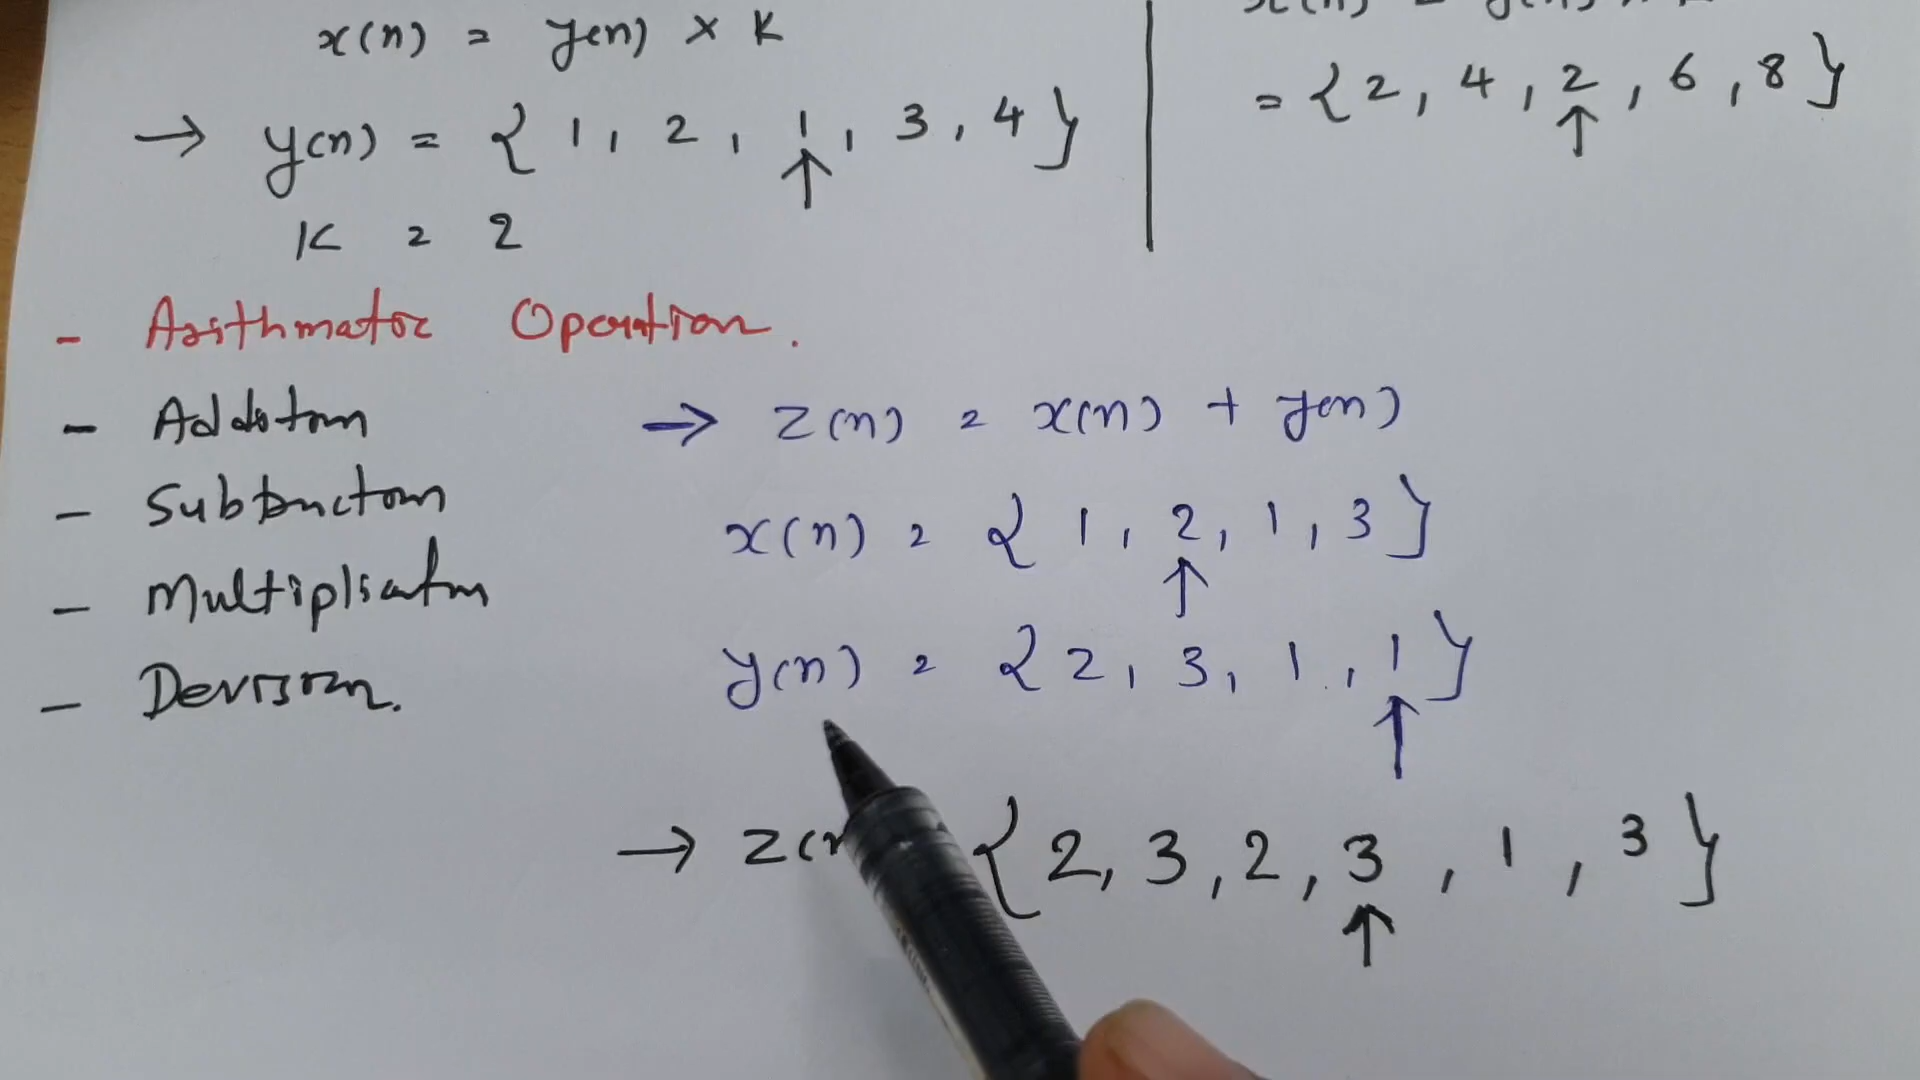 x(n) = y(n) × K
→ y(n) = { 1, 2, 1, 3, 4 }
↑
K = 2
= { 2, 4, 2, 6, 8 }
↑
- Arithmatic Operation.
- Addition
- Subtraction
- Multiplication
- Devision.
→ z(n) = x(n) + y(n)
x(n) = { 1, 2, 1, 3 }
↑
y(n) = { 2, 3, 1, 1 }
↑
→ z(n { 2, 3, 2, 3, 1, 3 }
↑